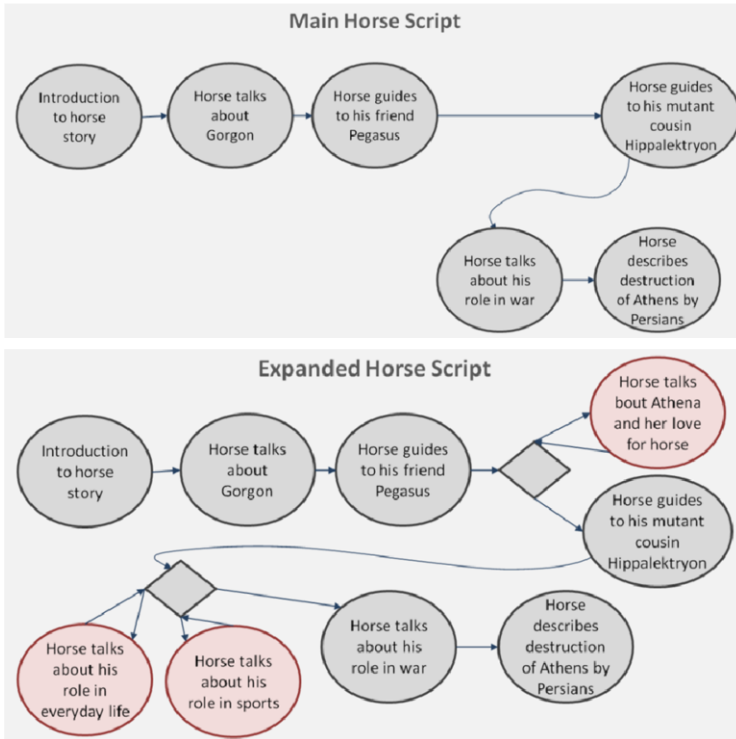 Main Horse Script
Introduction
to horse
story
Horse talks
about
Gorgon
Horse guides
to his friend
Pegasus
Horse guides
to his mutant
cousin
Hippalektryon
Horse talks
about his
role in war
Horse
describes
destruction
of Athens by
Persians
Expanded Horse Script
Introduction
to horse
story
Horse talks
about
Gorgon
Horse guides
to his friend
Pegasus
Horse talks
bout Athena
and her love
for horse
Horse guides
to his mutant
cousin
Hippalektryon
Horse talks
about his
role in
everyday life
Horse talks
about his
role in sports
Horse talks
about his
role in war
Horse
describes
destruction
of Athens by
Persians